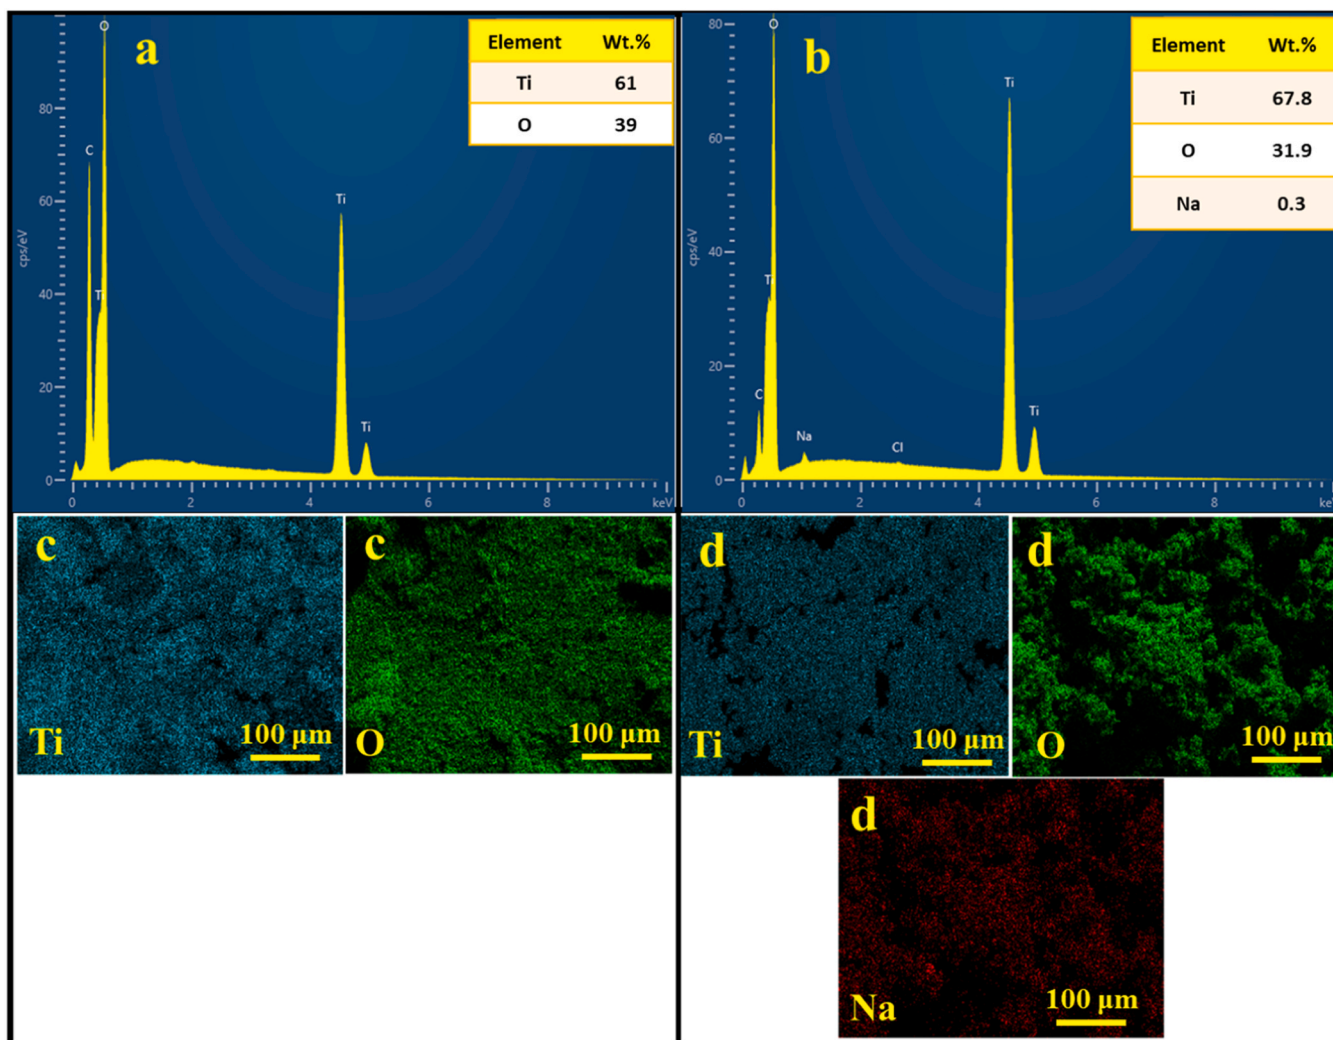 a
Element Wt.%
Ti 61
O 39
cps/eV
80
60
40
20
0
O
C
Ti
Ti
Ti
0 2 4 6 8 keV
b
Element Wt.%
Ti 67.8
O 31.9
Na 0.3
cps/eV
80
60
40
20
0
O
Ti
Ti
C
Na
Cl
Ti
0 2 4 6 8 ke
c
Ti
100 μm
c
O
100 μm
d
Ti
100 μm
d
O
100 μm
d
Na
100 μm